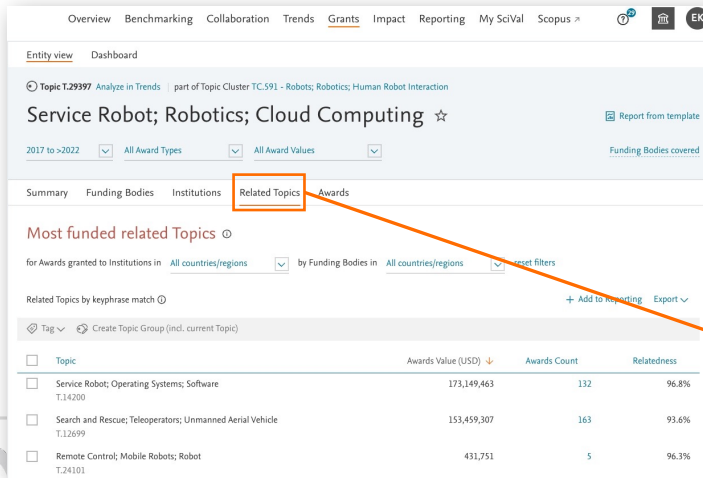 Overview Benchmarking Collaboration Trends Grants Impact Reporting My SciVal Scopus ↗ 29 EK
Entity view Dashboard
Topic T.29397 Analyze in Trends | part of Topic Cluster TC.591 - Robots; Robotics; Human Robot Interaction
Service Robot; Robotics; Cloud Computing ☆
Report from template
2017 to >2022 All Award Types All Award Values Funding Bodies covered
Summary Funding Bodies Institutions Related Topics Awards
Most funded related Topics
for Awards granted to Institutions in All countries/regions by Funding Bodies in All countries/regions reset filters
Related Topics by keyphrase match + Add to Reporting Export
Tag Create Topic Group (incl. current Topic)
Topic Awards Value (USD) ↓ Awards Count Relatedness
Service Robot; Operating Systems; Software 173,149,463 132 96.8%
T.14200
Search and Rescue; Teleoperators; Unmanned Aerial Vehicle 153,459,307 163 93.6%
T.12699
Remote Control; Mobile Robots; Robot 431,751 5 96.3%
T.24101